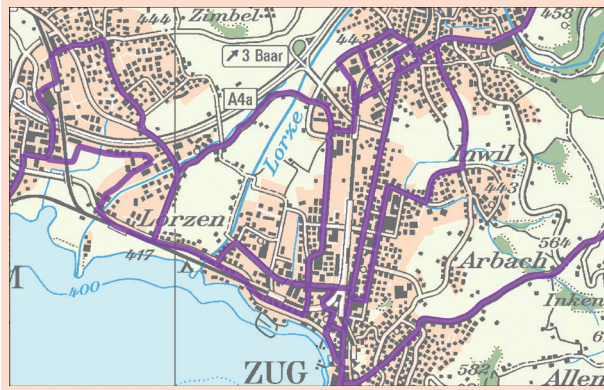 444
Zimbel
458
↗ 3 Baar
443
A4a
Lorze
Inwil
443
Lorzen
417
564
Arbach
M
400
Inken
ZUG
582
Allen